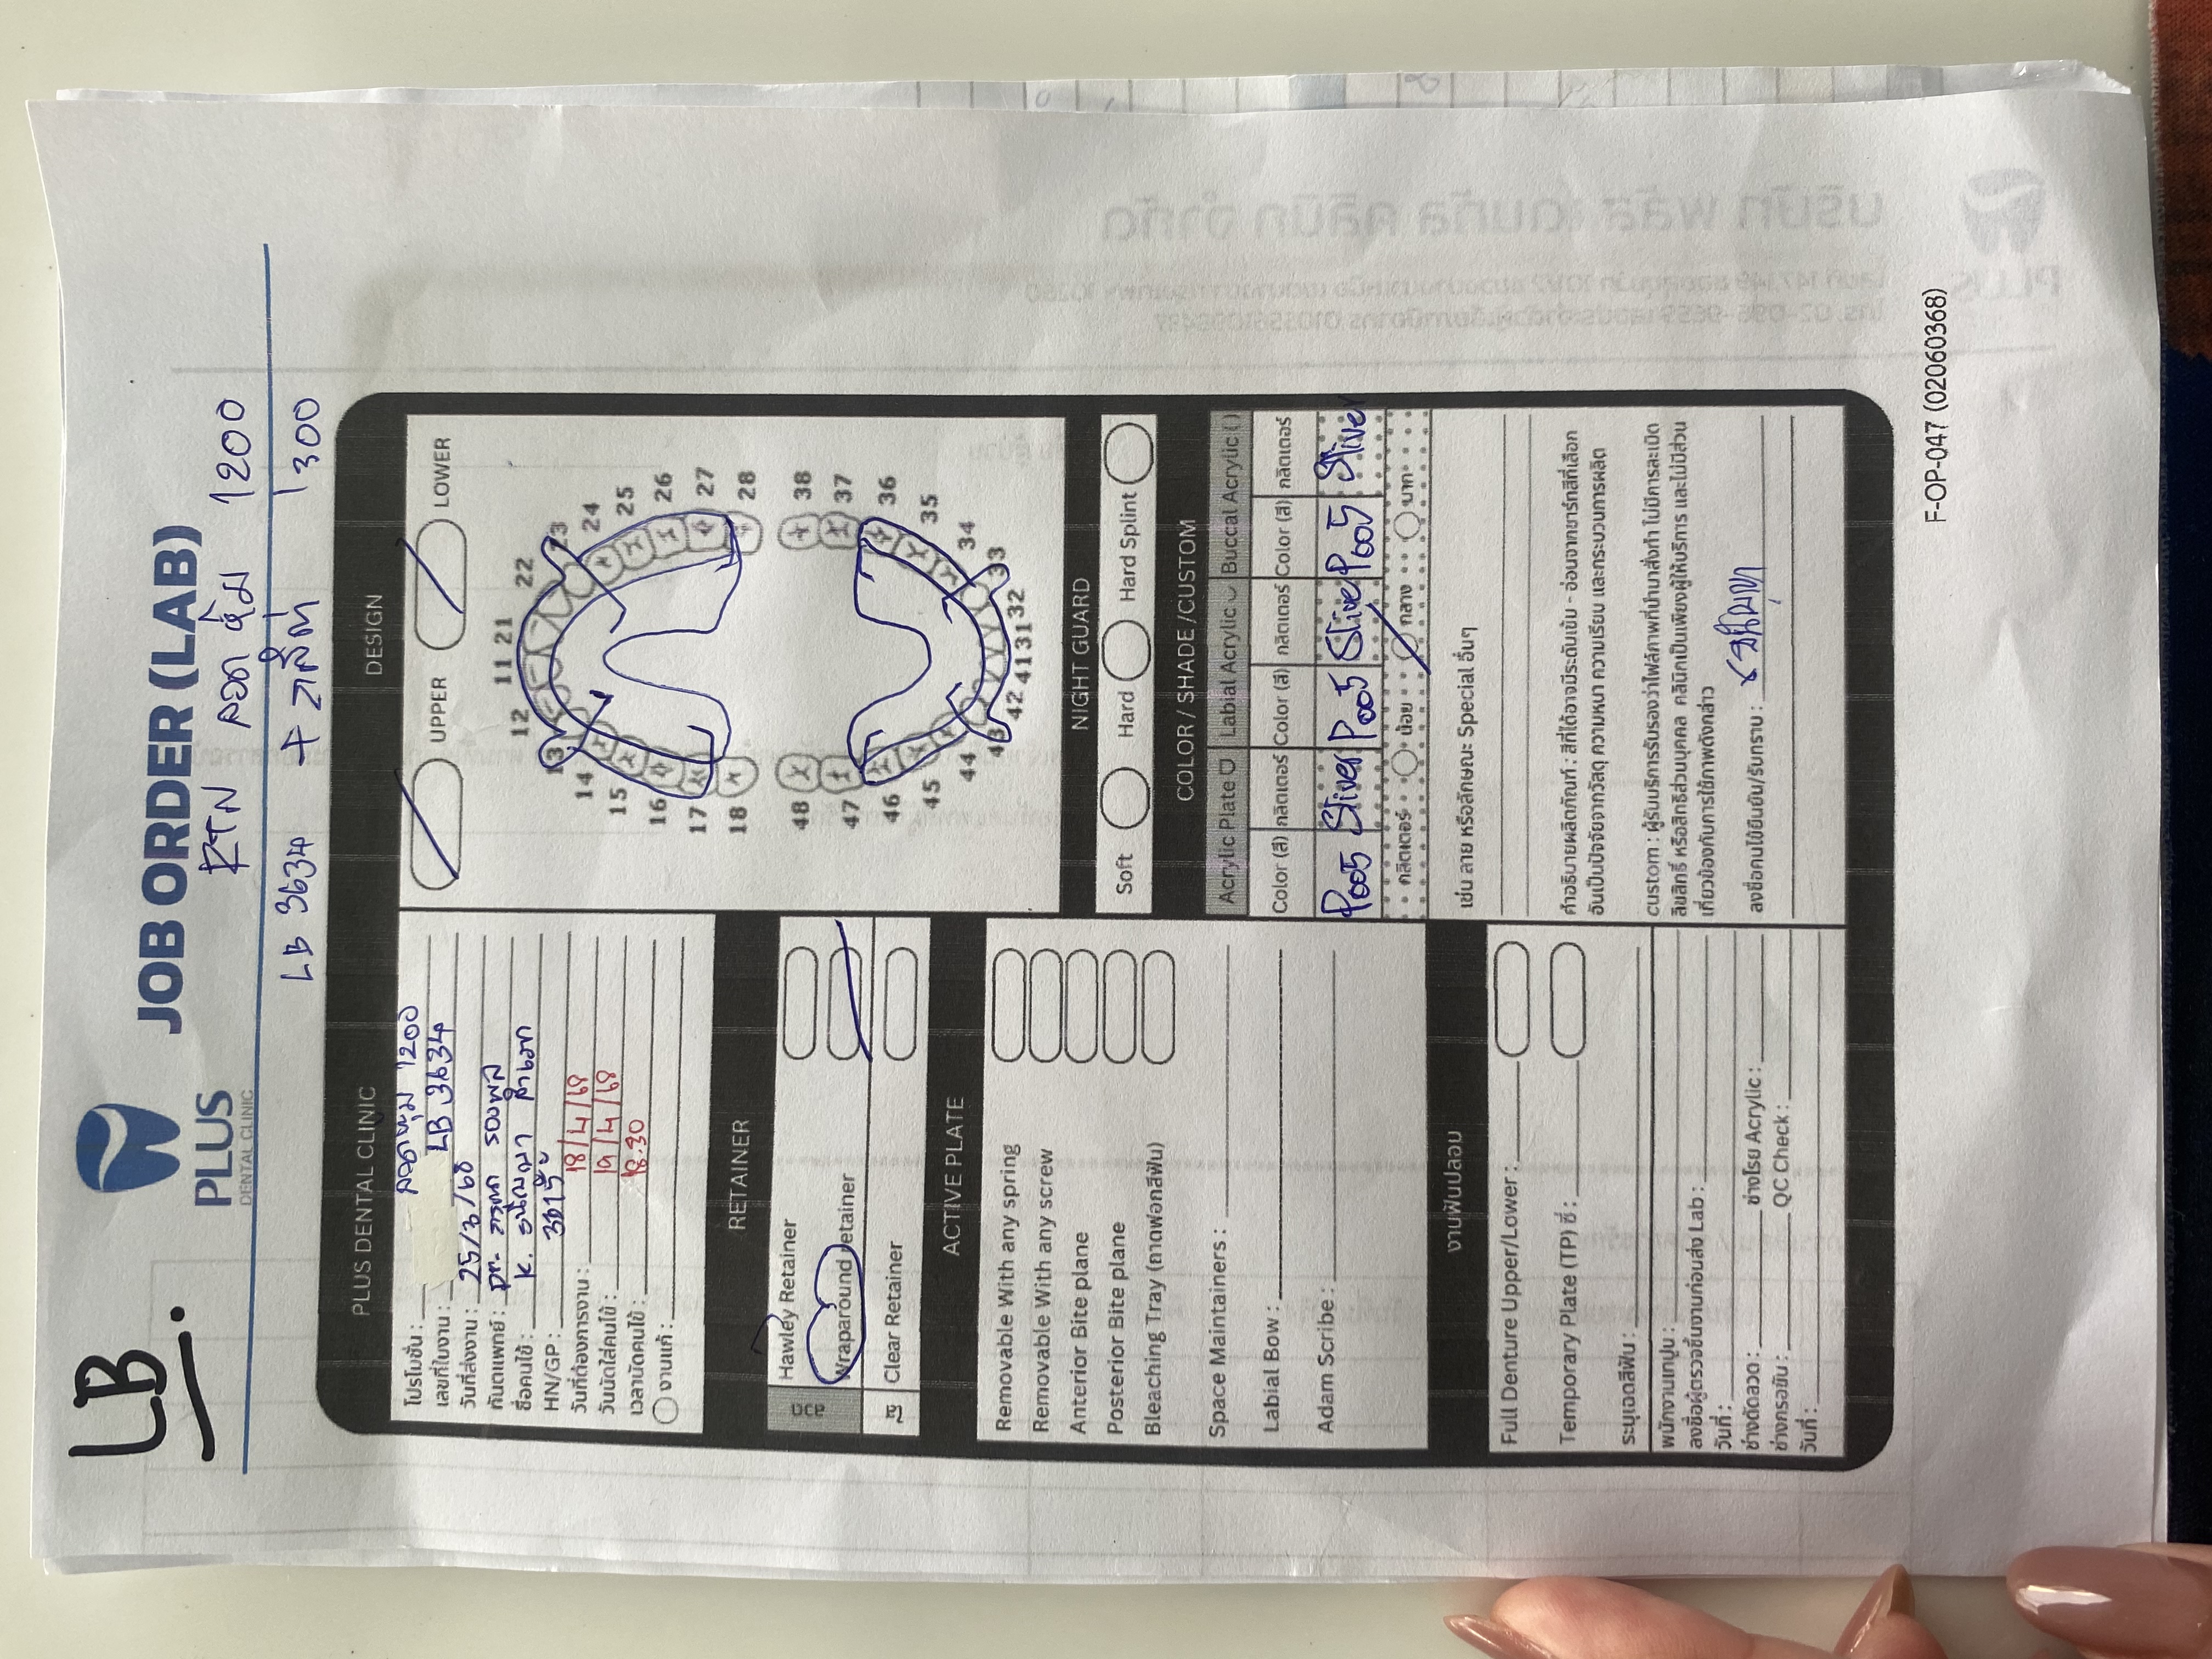 LB.
PLUS
DENTAL CLINIC
JOB ORDER (LAB)
RTN ลวด หุ้ม 1200
LB 3634 + 300
PLUS DENTAL CLINIC
โปรโมชั่น : ลวดหุ้ม 1200
เลขที่ใบงาน : LB 3634
วันที่ส่งงาน : 25/3/68
ทันตแพทย์ : Dr.
ชื่อคนไข้ : K.
HN/GP :
วันที่ต้องการงาน : 18/4/68
วันนัดใส่คนไข้ : 19/4/68
เวลานัดคนไข้ : 18.30
งานแก้ :
RETAINER
ลวด
Hawley Retainer
Wraparound retainer
ใส
Clear Retainer
ACTIVE PLATE
Removable With any spring
Removable With any screw
Anterior Bite plane
Posterior Bite plane
Bleaching Tray (ถาดฟอกสีฟัน)
Space Maintainers :
Labial Bow :
Adam Scribe :
งานฟันปลอม
Full Denture Upper/Lower :
Temporary Plate (TP) ซี่ :
ระบุเฉดสีฟัน :
พนักงานเทปูน :
ลงชื่อผู้ตรวจชิ้นงานก่อนส่ง Lab :
วันที่ :
ช่างดัดลวด : ช่างโรย Acrylic :
ช่างกรอขัน : QC Check :
วันที่ :
DESIGN
UPPER LOWER
11 21
12 22
13 23
14 24
15 25
16 26
17 27
18 28
48 38
47 37
46 36
45 35
44 34
43 33
42 41 31 32
NIGHT GUARD
Soft Hard Hard Splint
COLOR / SHADE /CUSTOM
Acrylic Plate Labial Acrylic Buccal Acrylic ( )
Color (สี) กลิตเตอร์ Color (สี) กลิตเตอร์ Color (สี) กลิตเตอร์
P005 Sliver P005 Slive P005 Sliver
กลิตเตอร์ น้อย กลาง มาก
เช่น ลาย หรือลักษณะ Special อื่นๆ
คำอธิบายผลิตภัณฑ์ : สีที่ได้อาจมีระดับเข้ม - อ่อนจากชาร์ทสีที่เลือก
อันเป็นปัจจัยจากวัสดุ ความหนา ความเรียบ และกระบวนการผลิต
custom : ผู้รับบริการรับรองว่าไฟล์ภาพที่นำมาสั่งทำ ไม่มีการละเมิด
ลิขสิทธิ์ หรือสิทธิส่วนบุคคล คลินิกเป็นเพียงผู้ให้บริการ และไม่มีส่วน
เกี่ยวข้องกับการใช้ภาพดังกล่าว
ลงชื่อคนไข้ยืนยัน/รับทราบ :
F-OP-047 (02060368)